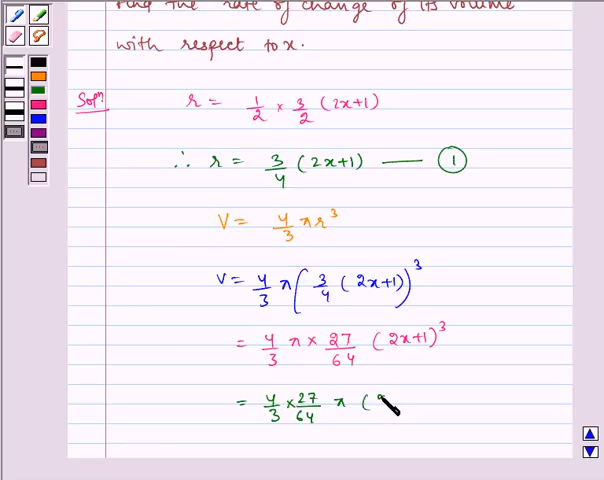 Find the rate of change of its volume
with respect to x.
Solⁿ
r = 1/2 × 3/2 (2x+1)
∴ r = 3/4 (2x+1) —— ①
V = 4/3 πr³
V = 4/3 π( 3/4 (2x+1) )³
= 4/3 π × 27/64 (2x+1)³
= 4/3 × 27/64 π (